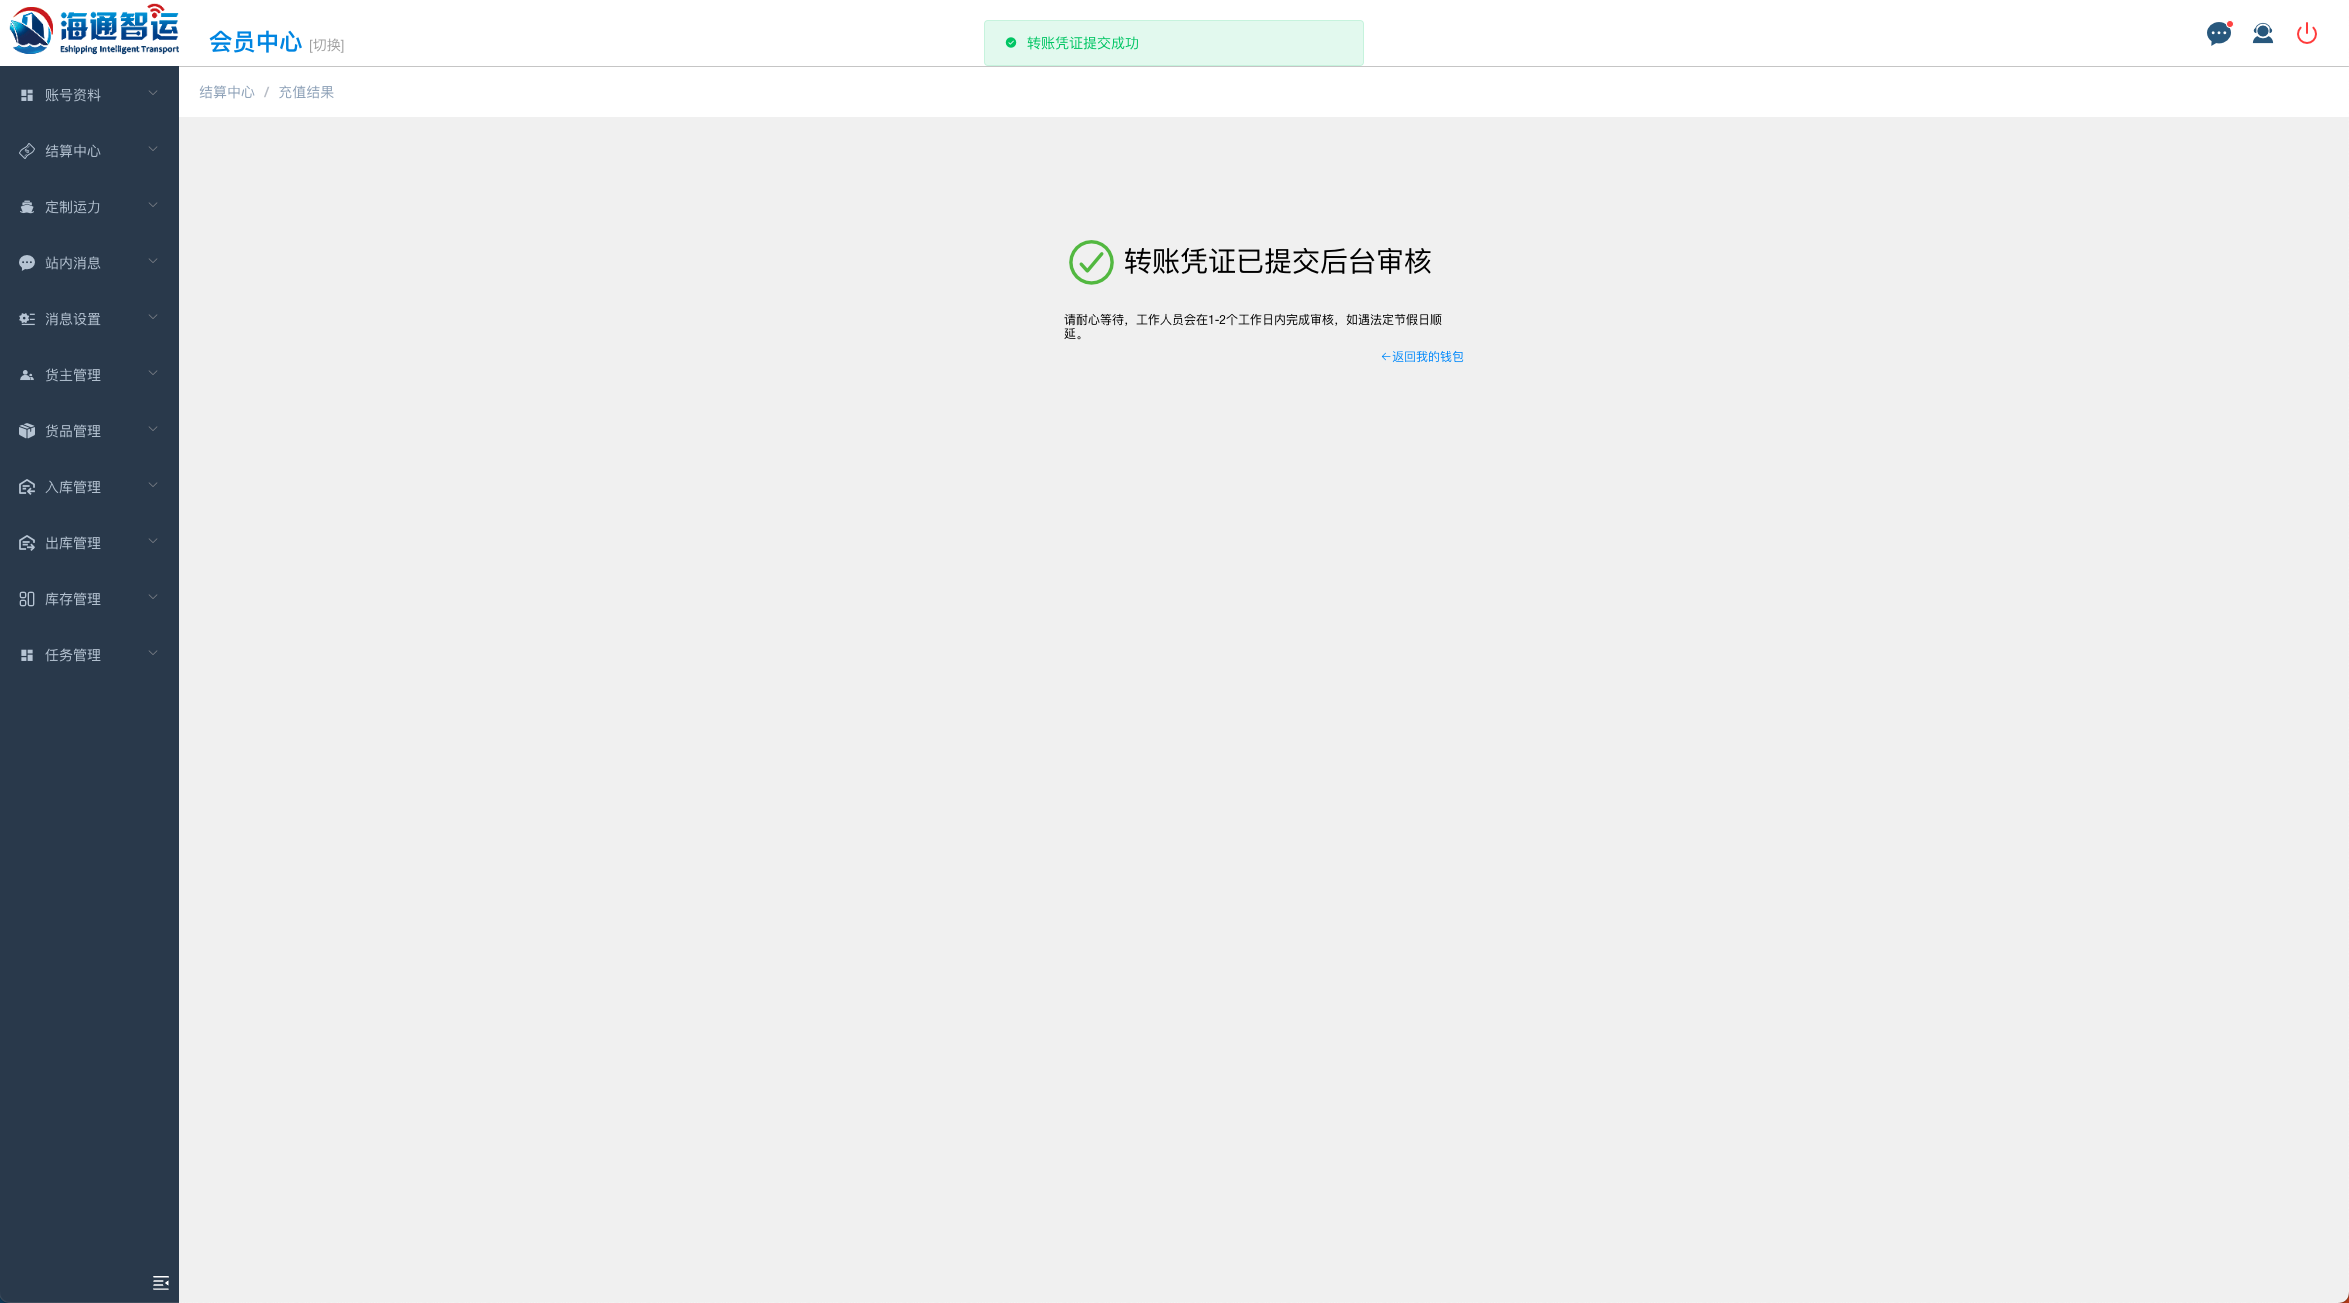 海通智运
Eshipping Intelligent Transport
会员中心 [切换]
转账凭证提交成功
结算中心 / 充值结果
账号资料
结算中心
定制运力
站内消息
消息设置
货主管理
货品管理
入库管理
出库管理
库存管理
任务管理
转账凭证已提交后台审核
请耐心等待，工作人员会在1-2个工作日内完成审核，如遇法定节假日顺
延。
←返回我的钱包